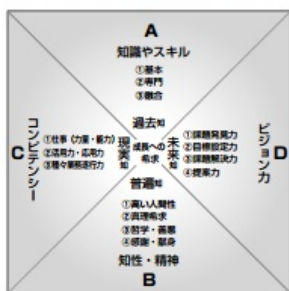 A
知識やスキル
①基本
②専門
③融合
過去知
C
コンピテンシー
①仕事（力量・能力）
②活用力・応用力
③種々業務遂行力
現実知
成長への
希求
未来知
①課題発見力
②目標設定力
③課題解決力
④提案力
ビジョン力
D
普遍知
①高い人間性
②真理希求
③哲学・善悪
④感謝・献身
知性・精神
B